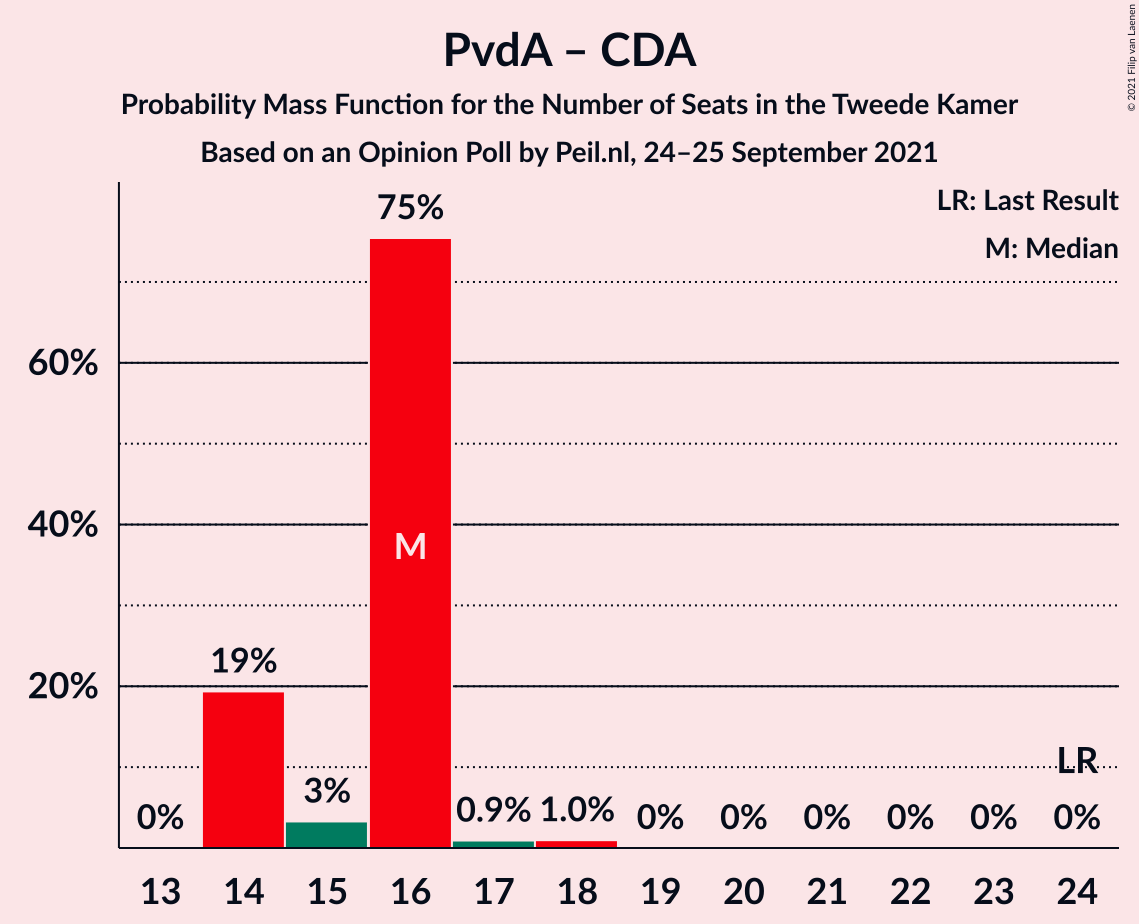 PvdA – CDA
Probability Mass Function for the Number of Seats in the Tweede Kamer
Based on an Opinion Poll by Peil.nl, 24–25 September 2021
© 2021 Filip van Laenen
LR: Last Result
M: Median
75%
60%
40%
M
19%
20%
LR
3%
0%
0.9%
1.0%
0%
0%
0%
0%
0%
0%
13 14 15 16 17 18 19 20 21 22 23 24